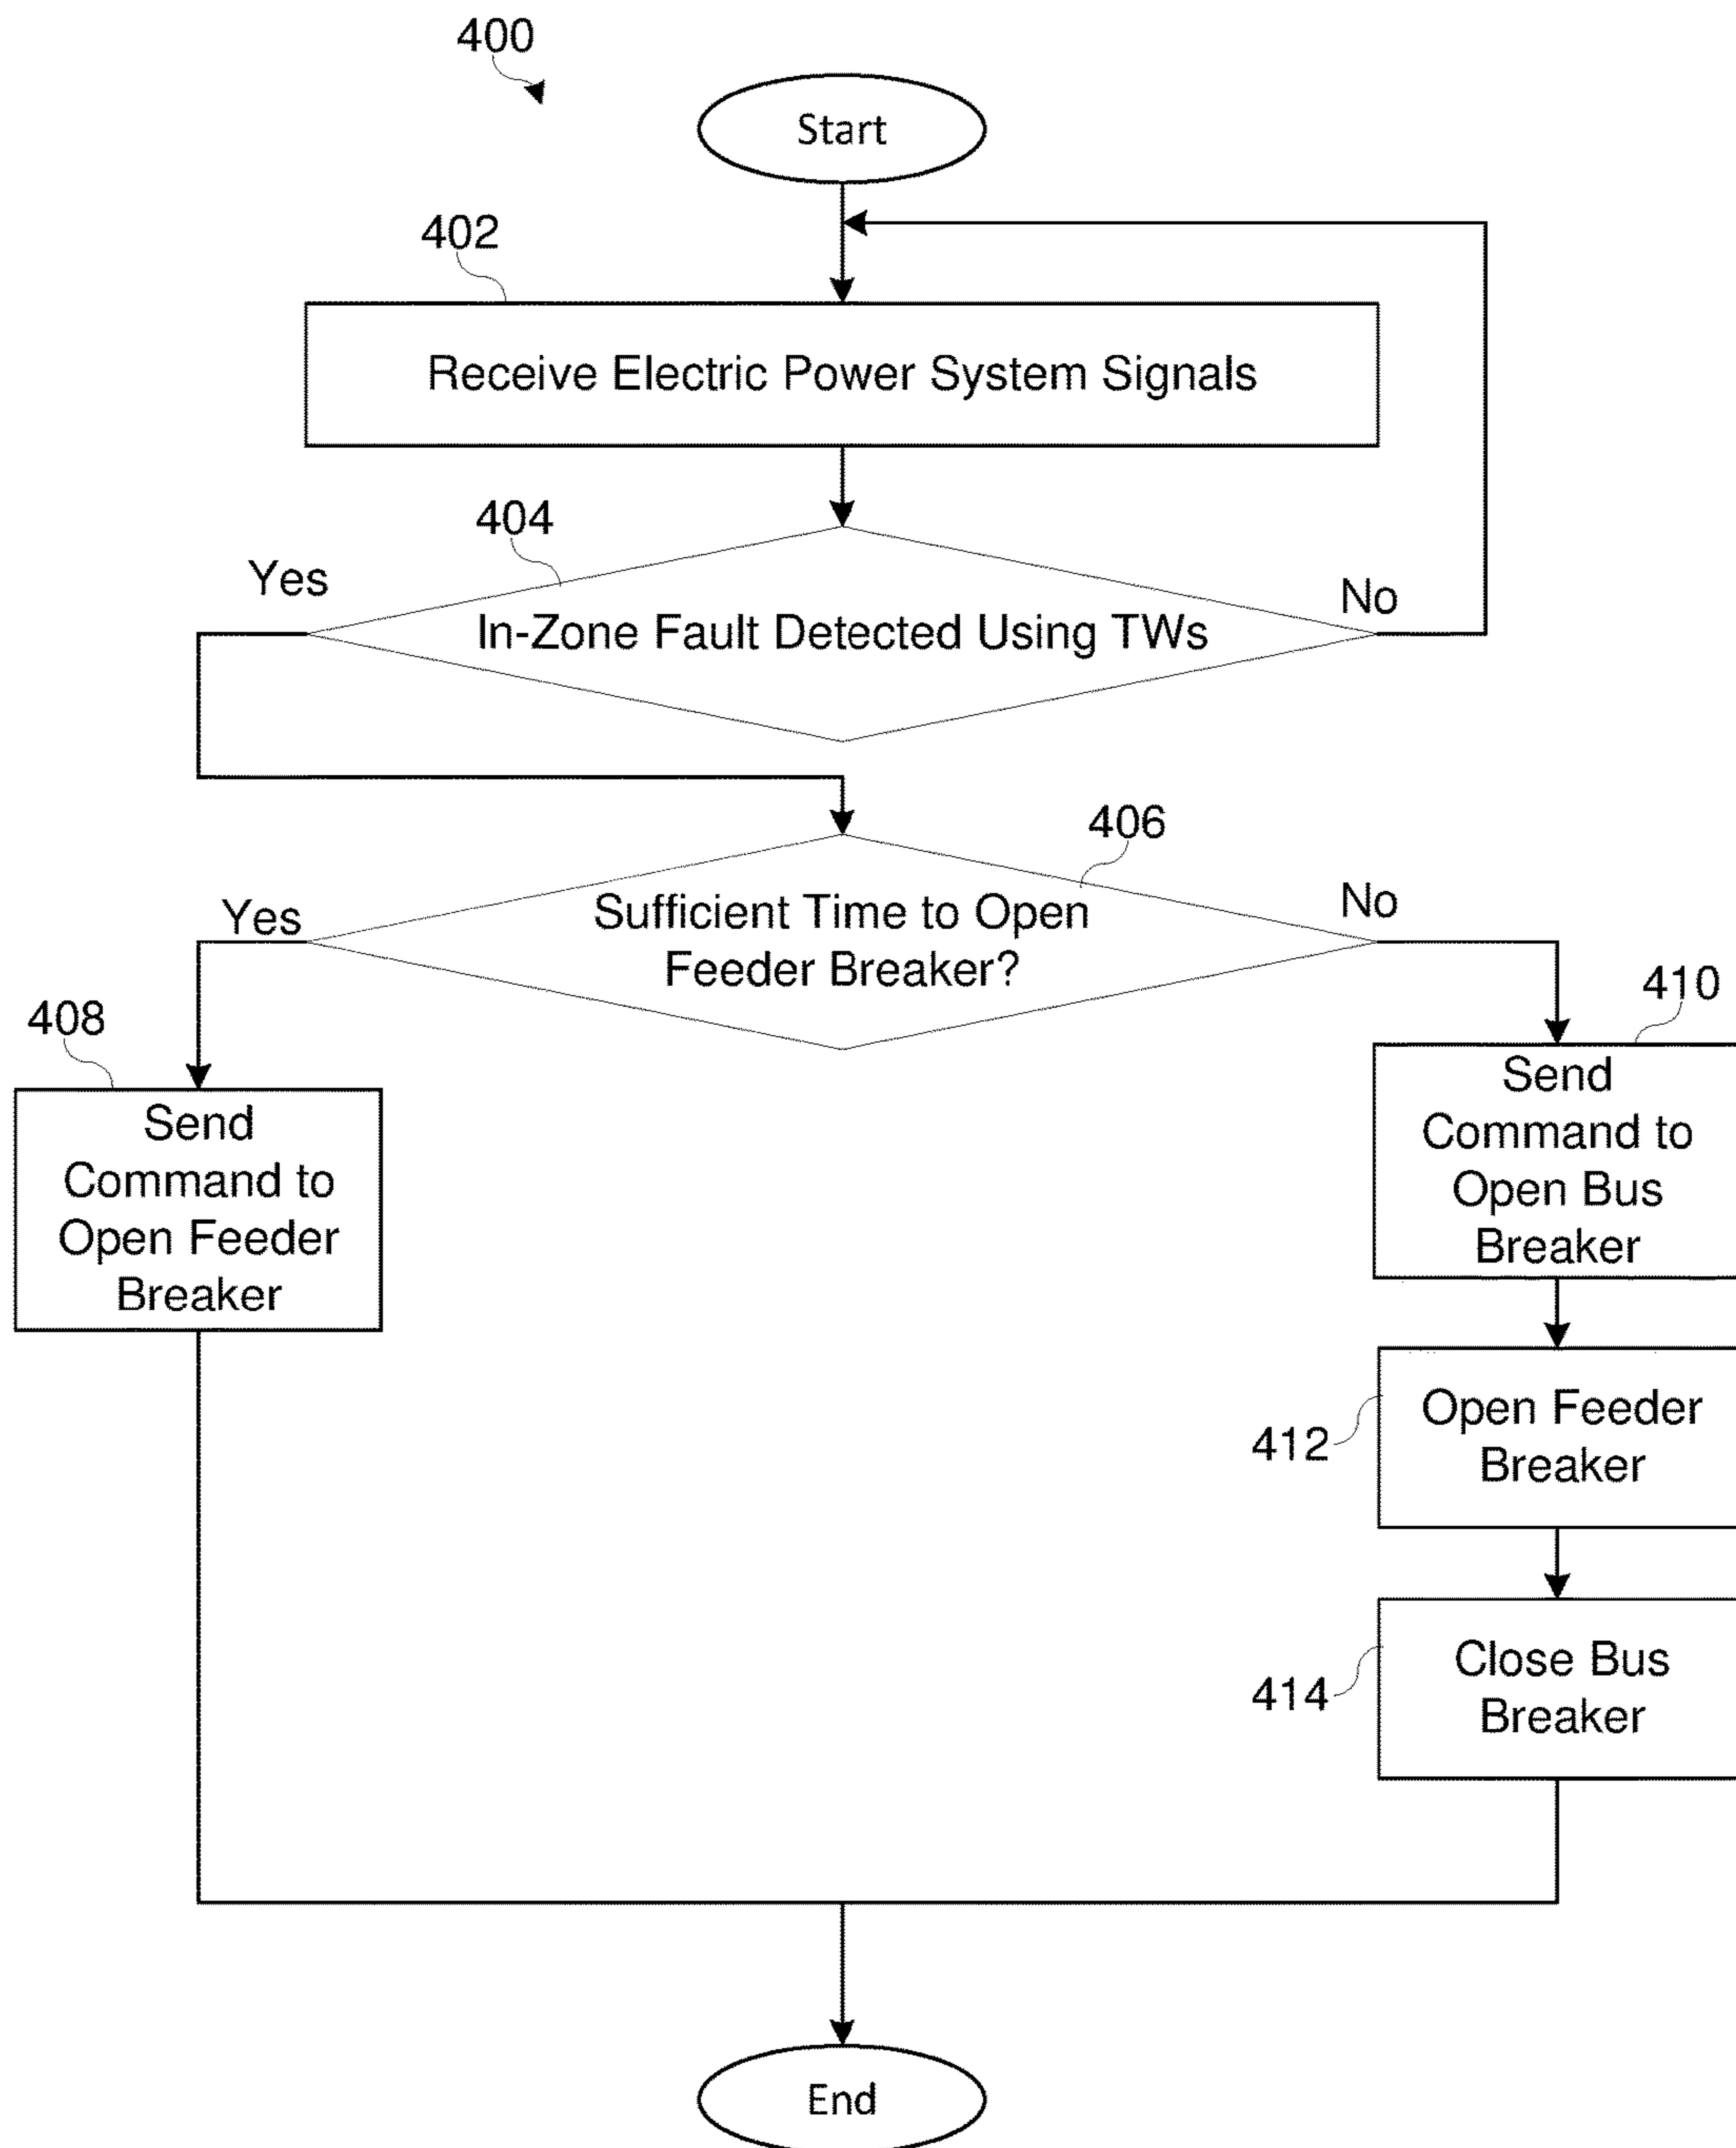 400
Start
402
Receive Electric Power System Signals
404
Yes
In-Zone Fault Detected Using TWs
No
406
Yes
Sufficient Time to Open
Feeder Breaker?
No
408
Send
Command to
Open Feeder
Breaker
410
Send
Command to
Open Bus
Breaker
412
Open Feeder
Breaker
414
Close Bus
Breaker
End